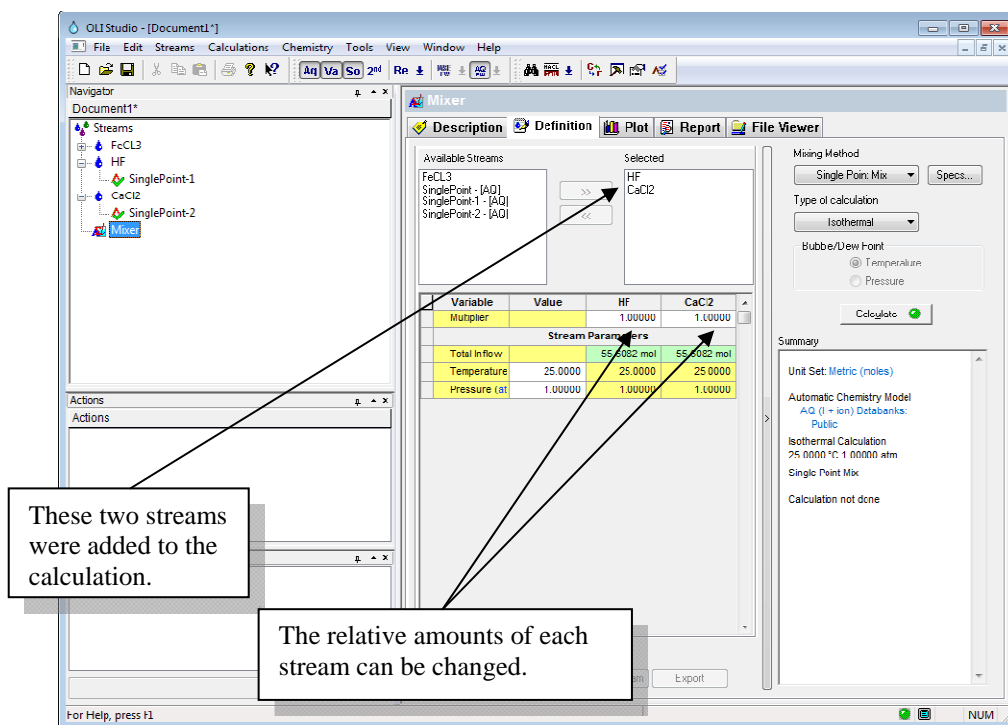 OLI Studio - [Document1*]
File Edit Streams Calculations Chemistry Tools View Window Help
Aq Va So 2nd Re
Navigator
Document1*
Streams
FeCL3
HF
SinglePoint-1
CaCl2
SinglePoint-2
Mixer
Actions
Actions
Mixer
Description Definition Plot Report File Viewer
Available Streams Selected
FeCL3
SinglePoint - [AQ]
SinglePoint-1 - [AQ]
SinglePoint-2 - [AQ]
>>
<<
HF
CaCl2
Variable Value HF CaCl2
Multiplier 1.00000 1.00000
Stream Parameters
Total Inflow 55.5082 mol 55.5082 mol
Temperature 25.0000 25.0000 25.0000
Pressure (at 1.00000 1.00000 1.00000
Export
Mixing Method
Single Point Mix Specs...
Type of calculation
Isothermal
Bubble/Dew Point
Temperature
Pressure
Calculate
Summary
Unit Set: Metric (moles)
Automatic Chemistry Model
AQ (H+ ion) Databanks:
Public
Isothermal Calculation
25.0000 °C 1.00000 atm
Single Point Mix
Calculation not done
These two streams
were added to the
calculation.
The relative amounts of each
stream can be changed.
For Help, press F1
NUM